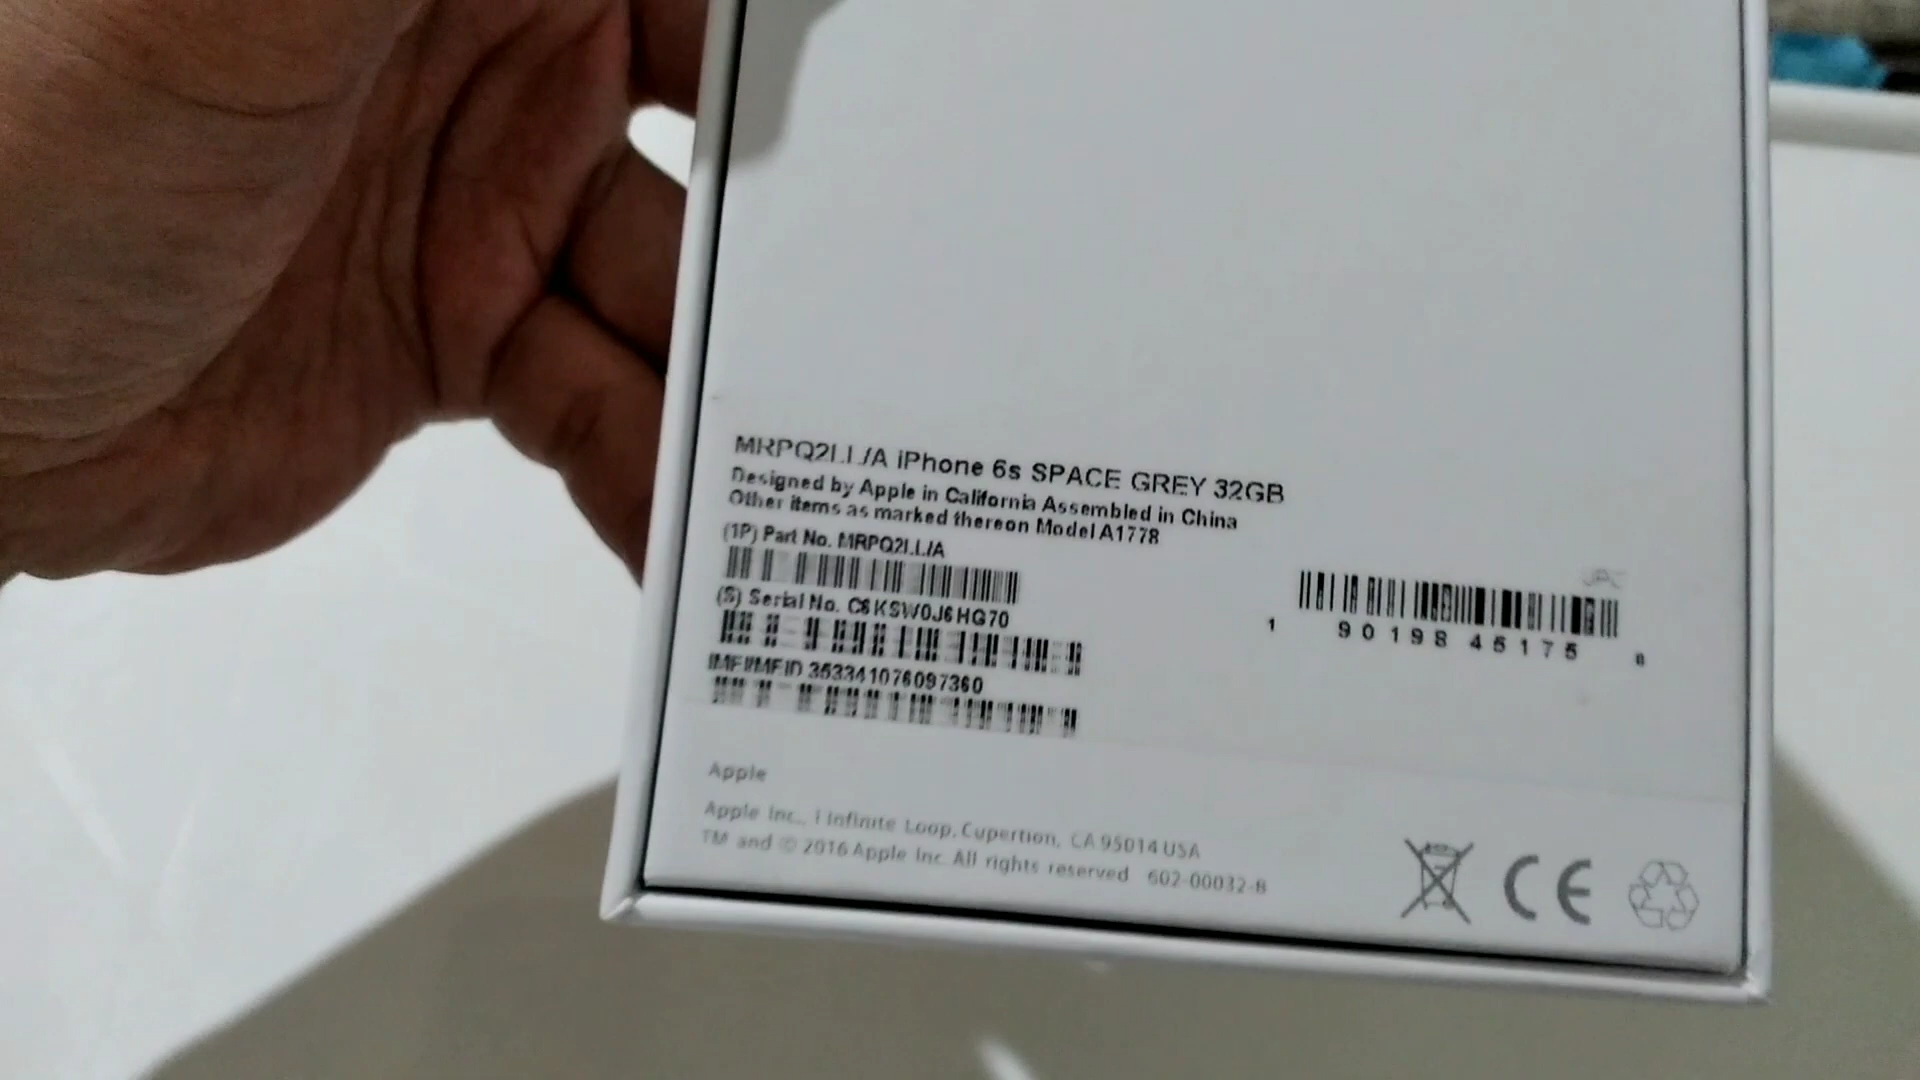 MRPQ2LL/A iPhone 6s SPACE GREY 32GB
Designed by Apple in California Assembled in China
Other items as marked thereon Model A1778
(1P) Part No. MRPQ2LL/A
(S) Serial No. C6KSW0J6HG70
IMEI/MEID 353341076097360
UPC
1 90198 45175 8
Apple
Apple Inc., 1 Infinite Loop, Cupertion, CA 95014 USA
TM and © 2016 Apple Inc. All rights reserved 602-00032-B
CE